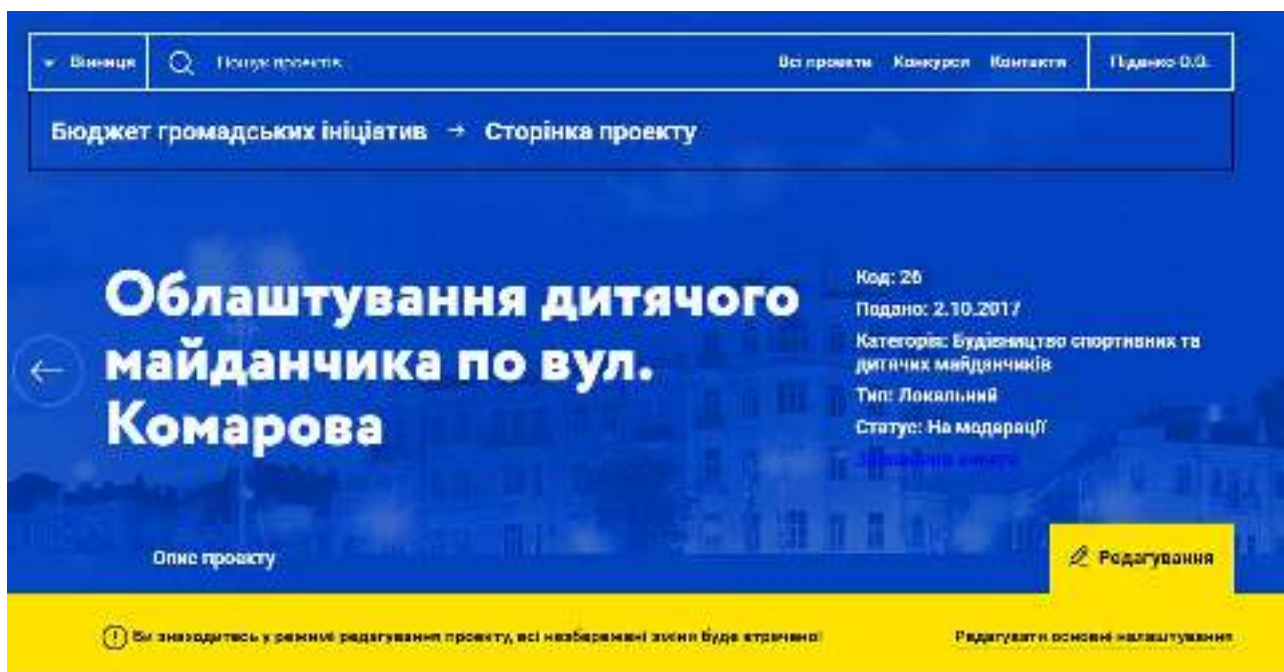 Вінниця
Пошук проектів
Всі проекти Конкурси Контакти
О.О.
Бюджет громадських ініціатив → Сторінка проекту
Облаштування дитячого
майданчика по вул.
Комарова
Код: 26
Подано: 2.10.2017
Категорія: Будівництво спортивних та
дитячих майданчиків
Тип: Локальний
Статус: На модерації
Опис проекту
Редагування
Ви знаходитесь у режимі редагування проекту, всі незбережені зміни буде втрачено!
Редагувати основні налаштування